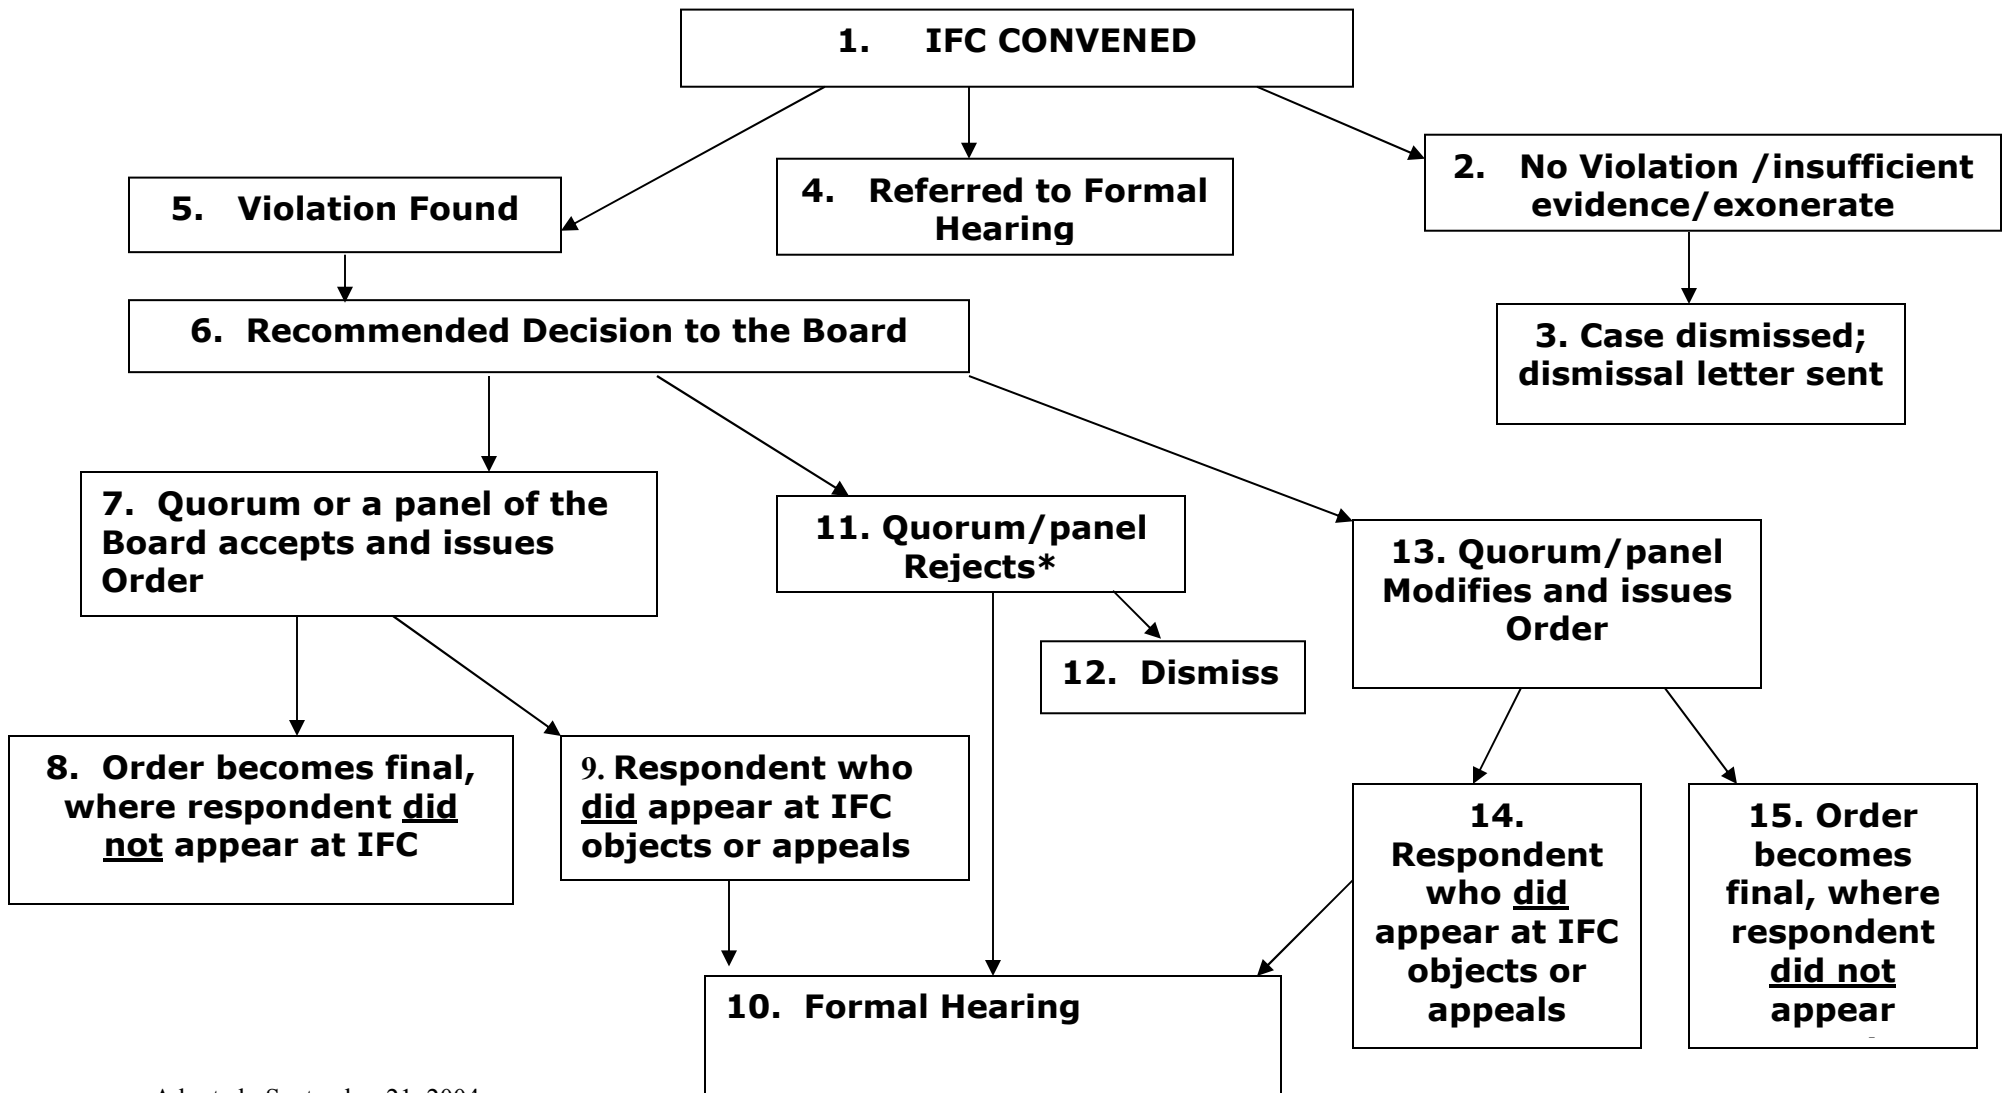 1. IFC CONVENED
2. No Violation /insufficient
evidence/exonerate
5. Violation Found
4. Referred to Formal
Hearing
6. Recommended Decision to the Board
3. Case dismissed;
dismissal letter sent
7. Quorum or a panel of the
Board accepts and issues
Order
11. Quorum/panel
Rejects*
13. Quorum/panel
Modifies and issues
Order
12. Dismiss
8. Order becomes final,
where respondent did
not appear at IFC
9. Respondent who
did appear at IFC
objects or appeals
14.
Respondent
who did
appear at IFC
objects or
appeals
15. Order
becomes
final, where
respondent
did not
appear
10. Formal Hearing
September 21, 2004